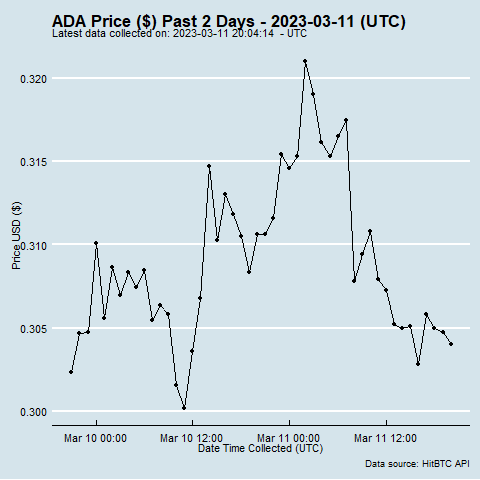 ADA Price ($) Past 2 Days - 2023-03-11 (UTC)
Latest data collected on: 2023-03-11 20:04:14 - UTC
0.320
0.315
0.310
0.305
0.300
Price USD ($)
Mar 10 00:00 Mar 10 12:00 Mar 11 00:00 Mar 11 12:00
Date Time Collected (UTC)
Data source: HitBTC API